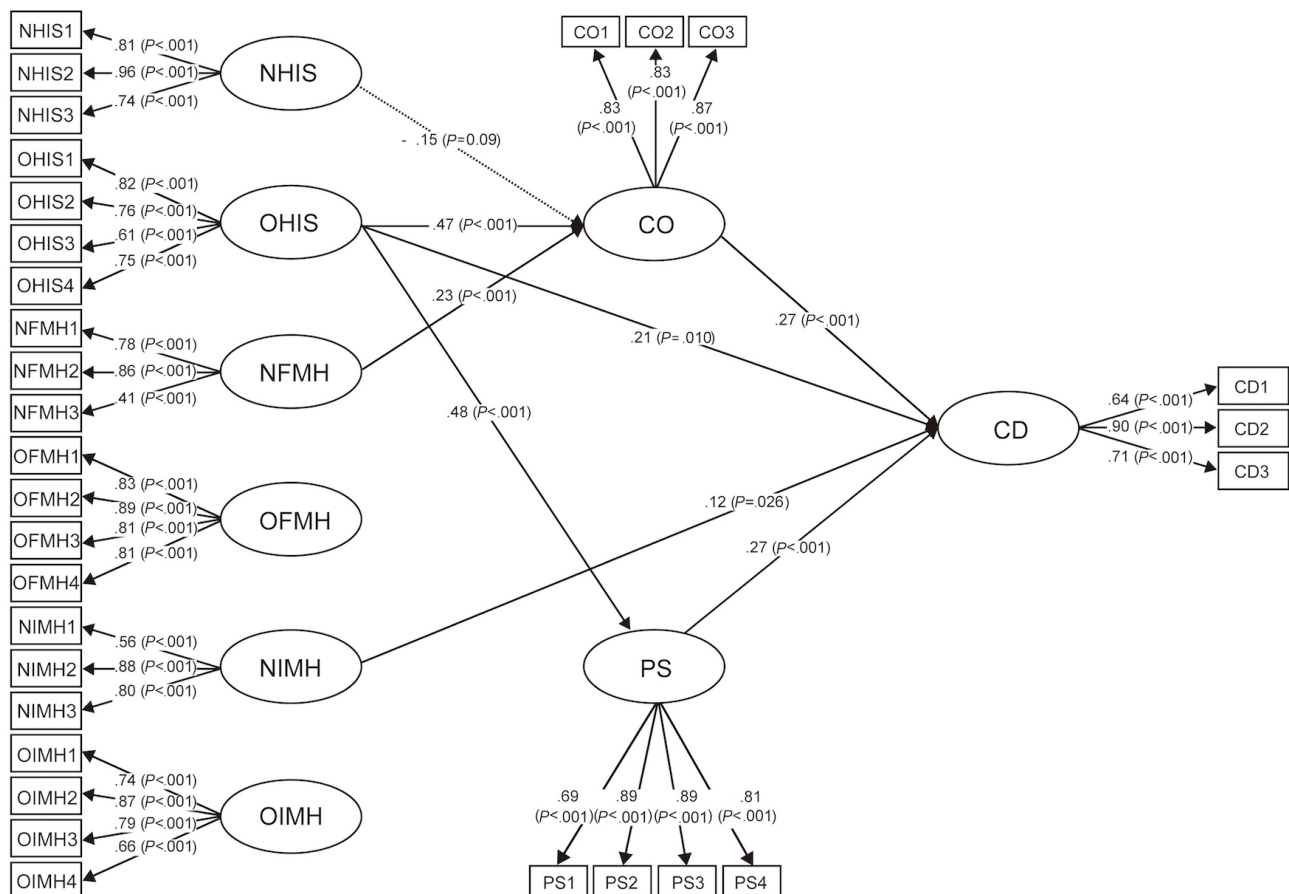 NHIS1
NHIS2
NHIS3
.81 (P<.001)
.96 (P<.001)
.74 (P<.001)
NHIS
CO1
CO2
CO3
.83
(P<.001)
.83
(P<.001)
.87
(P<.001)
- .15 (P=0.09)
OHIS1
OHIS2
OHIS3
OHIS4
.82 (P<.001)
.76 (P<.001)
.61 (P<.001)
.75 (P<.001)
OHIS
.47 (P<.001)
CO
.23 (P<.001)
.21 (P=.010)
.27 (P<.001)
.48 (P<.001)
NFMH1
NFMH2
NFMH3
.78 (P<.001)
.86 (P<.001)
.41 (P<.001)
NFMH
CD
.64 (P<.001)
.90 (P<.001)
.71 (P<.001)
CD1
CD2
CD3
OFMH1
OFMH2
OFMH3
OFMH4
.83 (P<.001)
.89 (P<.001)
.81 (P<.001)
.81 (P<.001)
OFMH
.12 (P=.026)
.27 (P<.001)
NIMH1
NIMH2
NIMH3
.56 (P<.001)
.88 (P<.001)
.80 (P<.001)
NIMH
PS
OIMH1
OIMH2
OIMH3
OIMH4
.74 (P<.001)
.87 (P<.001)
.79 (P<.001)
.66 (P<.001)
OIMH
.69
(P<.001)
.89
(P<.001)
.89
(P<.001)
.81
(P<.001)
PS1
PS2
PS3
PS4